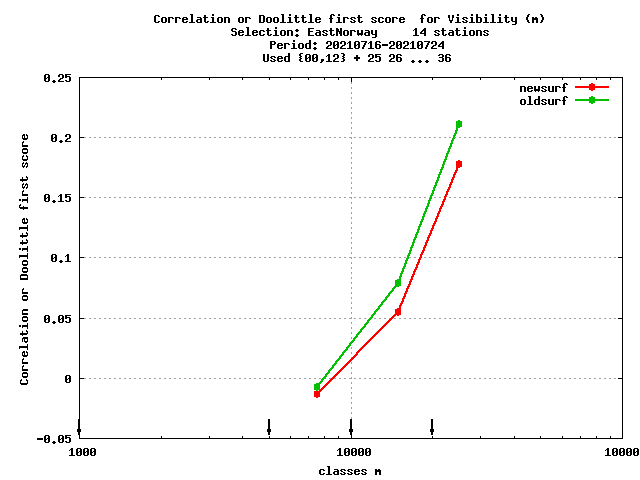 Correlation or Doolittle first score  for Visibility (m)
Selection: EastNorway     14 stations
Period: 20210716-20210724
Used {00,12} + 25 26 ... 36
newsurf
oldsurf
0.25
0.2
0.15
0.1
0.05
0
-0.05
Correlation or Doolittle first score
1000
10000
10000
classes m